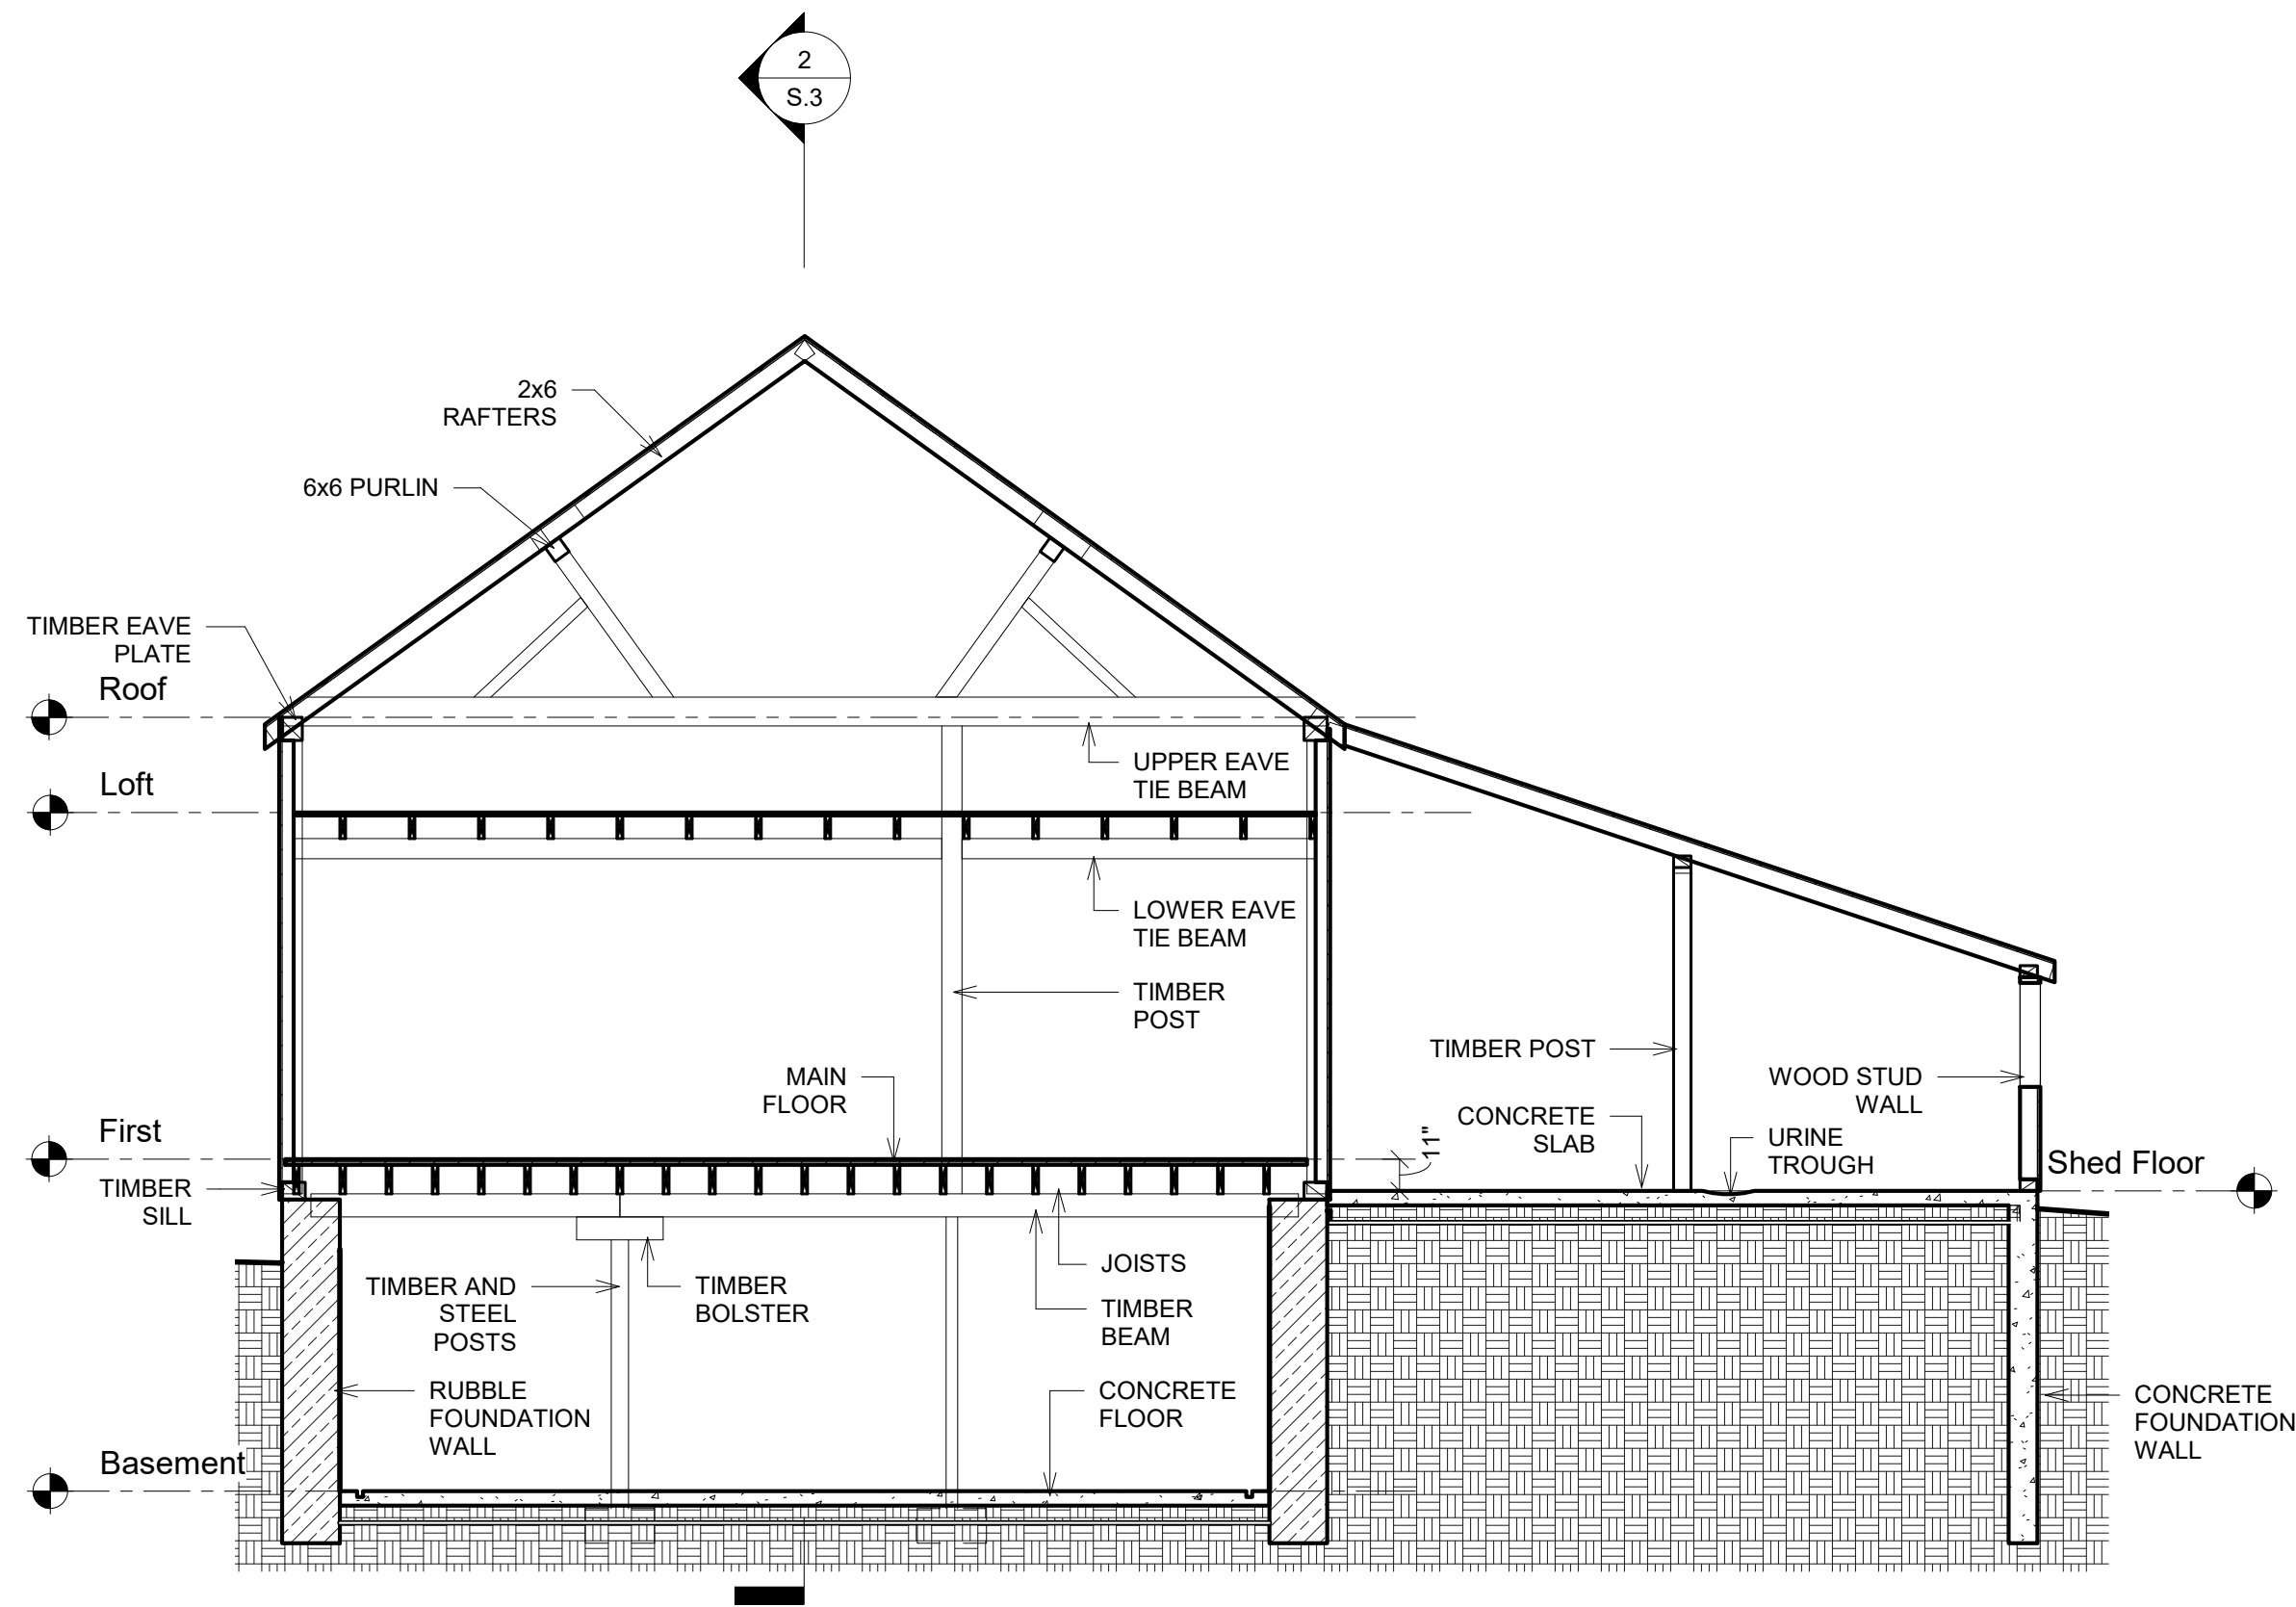 2
S.3
2x6
RAFTERS
6x6 PURLIN
TIMBER EAVE
PLATE
Roof
Loft
UPPER EAVE
TIE BEAM
LOWER EAVE
TIE BEAM
TIMBER
POST
TIMBER POST
MAIN
FLOOR
WOOD STUD
WALL
CONCRETE
SLAB
11"
URINE
TROUGH
First
Shed Floor
TIMBER
SILL
JOISTS
TIMBER AND
STEEL
POSTS
TIMBER
BOLSTER
TIMBER
BEAM
RUBBLE
FOUNDATION
WALL
CONCRETE
FLOOR
CONCRETE
FOUNDATION
WALL
Basement